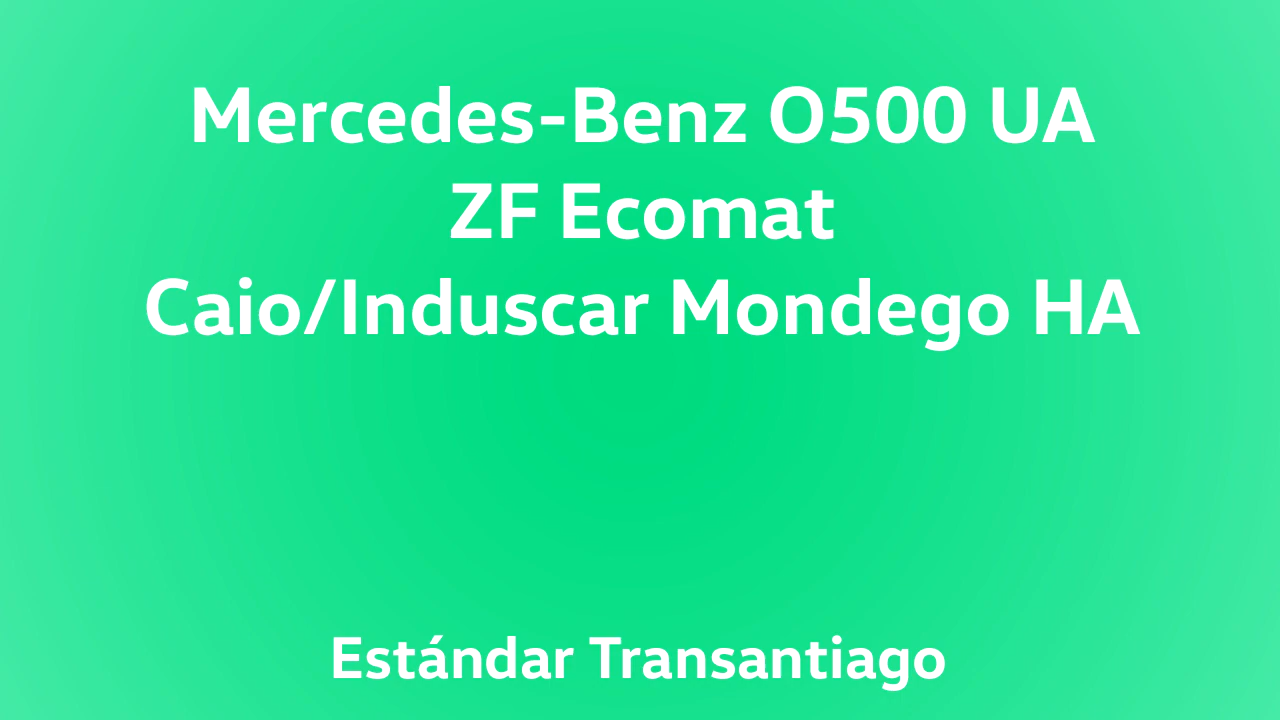 Mercedes-Benz O500 UA
ZF Ecomat
Caio/Induscar Mondego HA
Estándar Transantiago